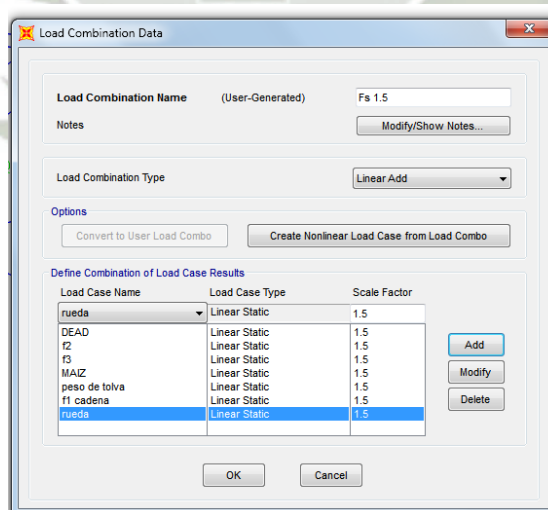 Load Combination Data
Load Combination Name (User-Generated) Fs 1.5
Notes Modify/Show Notes...
Load Combination Type Linear Add
Options
Convert to User Load Combo Create Nonlinear Load Case from Load Combo
Define Combination of Load Case Results
Load Case Name Load Case Type Scale Factor
rueda Linear Static 1.5
DEAD Linear Static 1.5
f2 Linear Static 1.5
f3 Linear Static 1.5
MAIZ Linear Static 1.5
peso de tolva Linear Static 1.5
f1 cadena Linear Static 1.5
rueda Linear Static 1.5
Add
Modify
Delete
OK Cancel